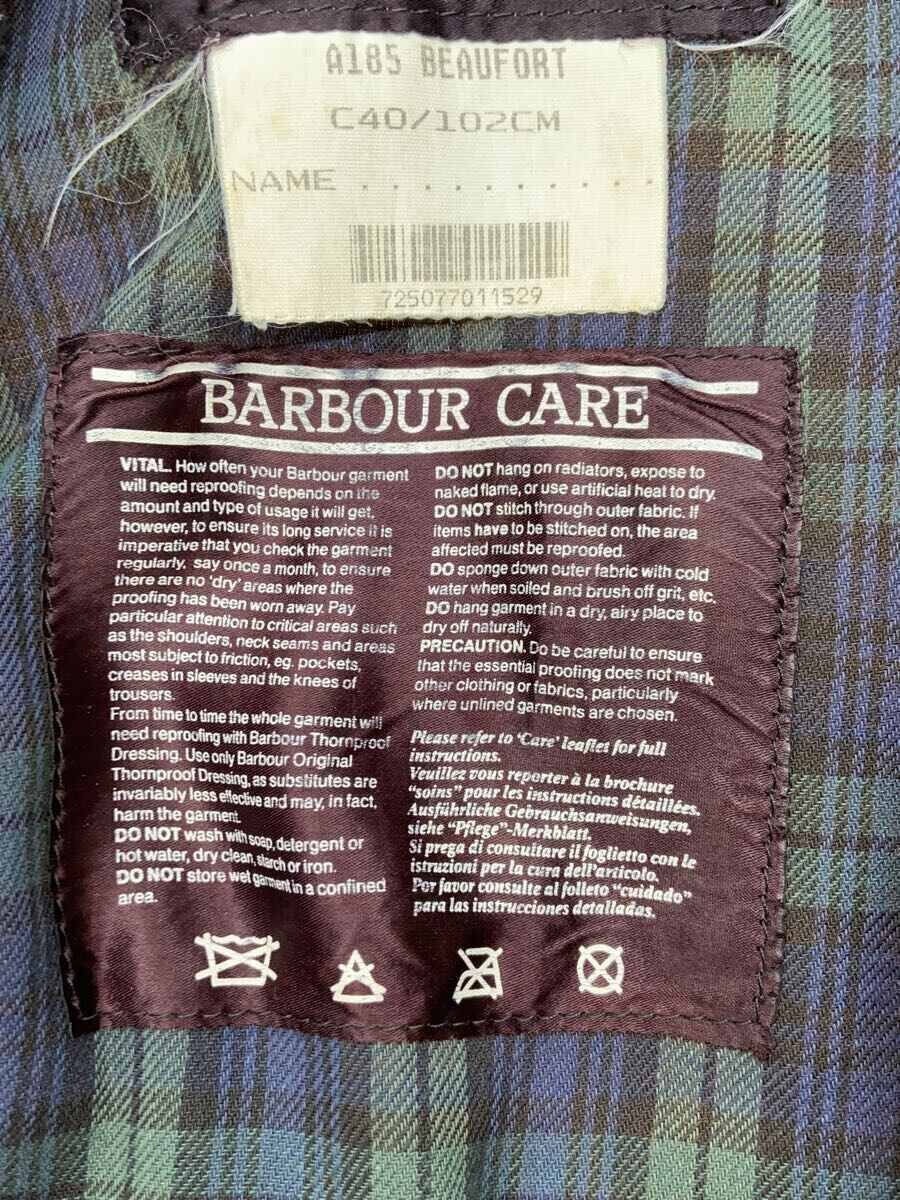 A185 BEAUFORT
C40/102CM
NAME . . . . . . . . . .
725077011529
BARBOUR CARE
VITAL. How often your Barbour garment
will need reproofing depends on the
amount and type of usage it will get,
however, to ensure its long service it is
imperative that you check the garment
regularly, say once a month, to ensure
there are no 'dry' areas where the
proofing has been worn away. Pay
particular attention to critical areas such
as the shoulders, neck seams and areas
most subject to friction, eg. pockets,
creases in sleeves and the knees of
trousers.
From time to time the whole garment will
need reproofing with Barbour Thornproof
Dressing. Use only Barbour Original
Thornproof Dressing, as substitutes are
invariably less effective and may, in fact,
harm the garment.
DO NOT wash with soap, detergent or
hot water, dry clean, starch or iron.
DO NOT store wet garment in a confined
area.
DO NOT hang on radiators, expose to
naked flame, or use artificial heat to dry.
DO NOT stitch through outer fabric. If
items have to be stitched on, the area
affected must be reproofed.
DO sponge down outer fabric with cold
water when soiled and brush off grit, etc.
DO hang garment in a dry, airy place to
dry off naturally.
PRECAUTION. Do be careful to ensure
that the essential proofing does not mark
other clothing or fabrics, particularly
where unlined garments are chosen.
Please refer to 'Care' leaflet for full
instructions.
Veuillez vous reporter à la brochure
"soins" pour les instructions détaillées.
Ausführliche Gebrauchsanweisungen,
siehe "Pflege"-Merkblatt.
Si prega di consultare il foglietto con le
istruzioni per la cura dell'articolo.
Por favor consulte al folleto "cuidado"
para las instrucciones detalladas.